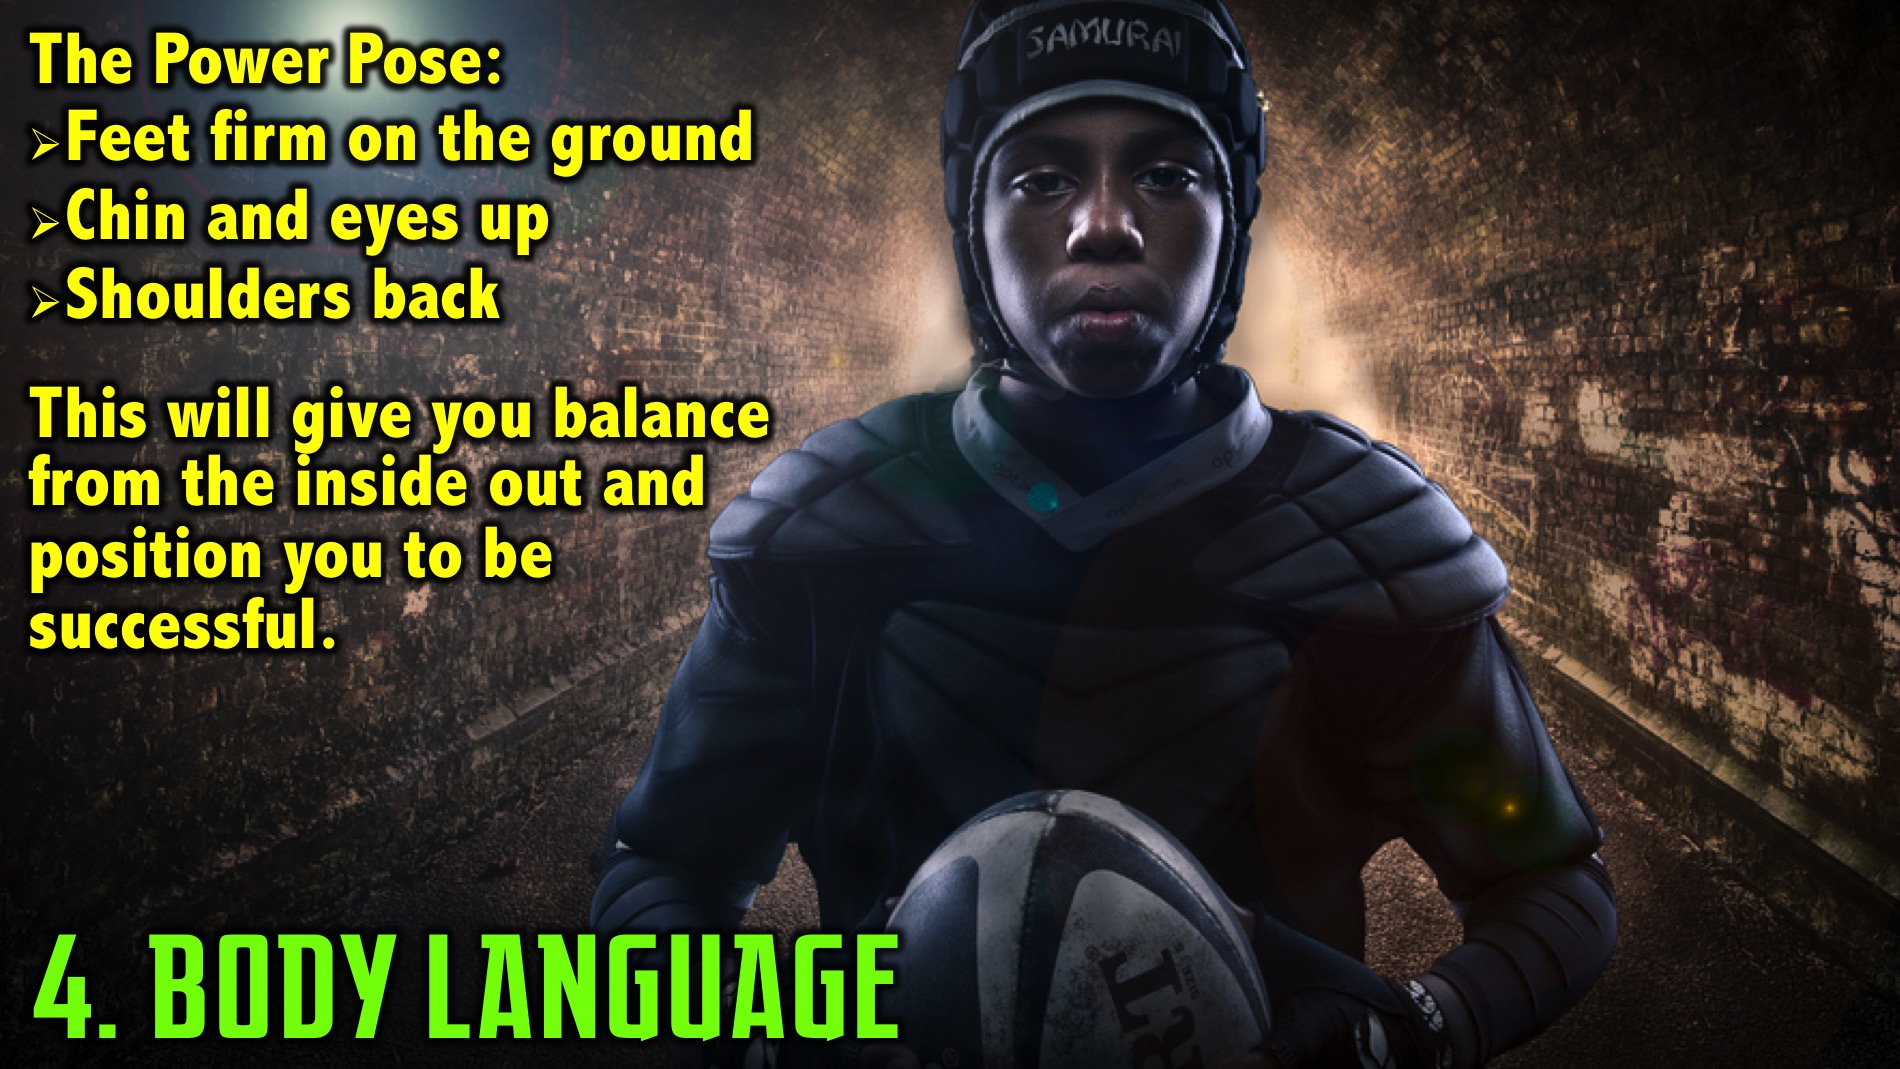 The Power Pose:
➢Feet firm on the ground
➢Chin and eyes up
➢Shoulders back
This will give you balance
from the inside out and
position you to be
successful.
SAMURAI
4. BODY LANGUAGE